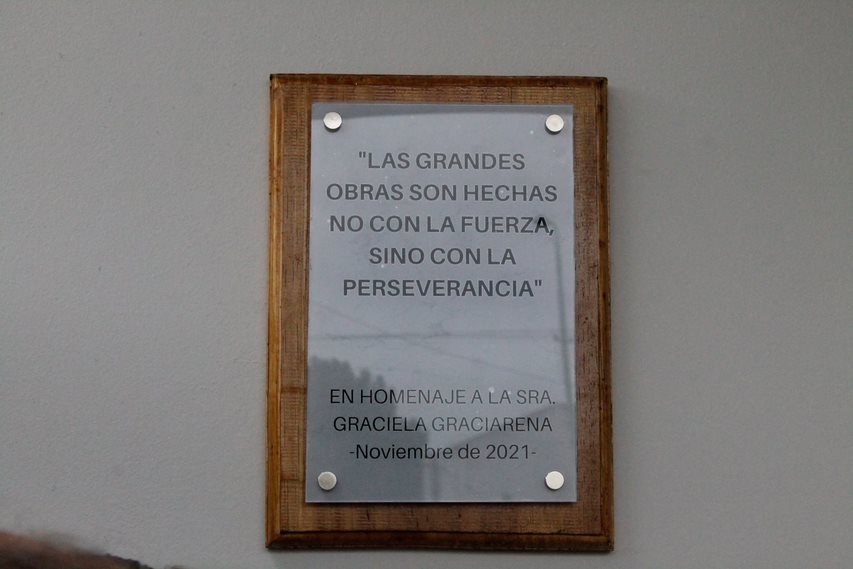 "LAS GRANDES
OBRAS SON HECHAS
NO CON LA FUERZA,
SINO CON LA
PERSEVERANCIA"
EN HOMENAJE A LA SRA.
GRACIELA GRACIARENA
-Noviembre de 2021-